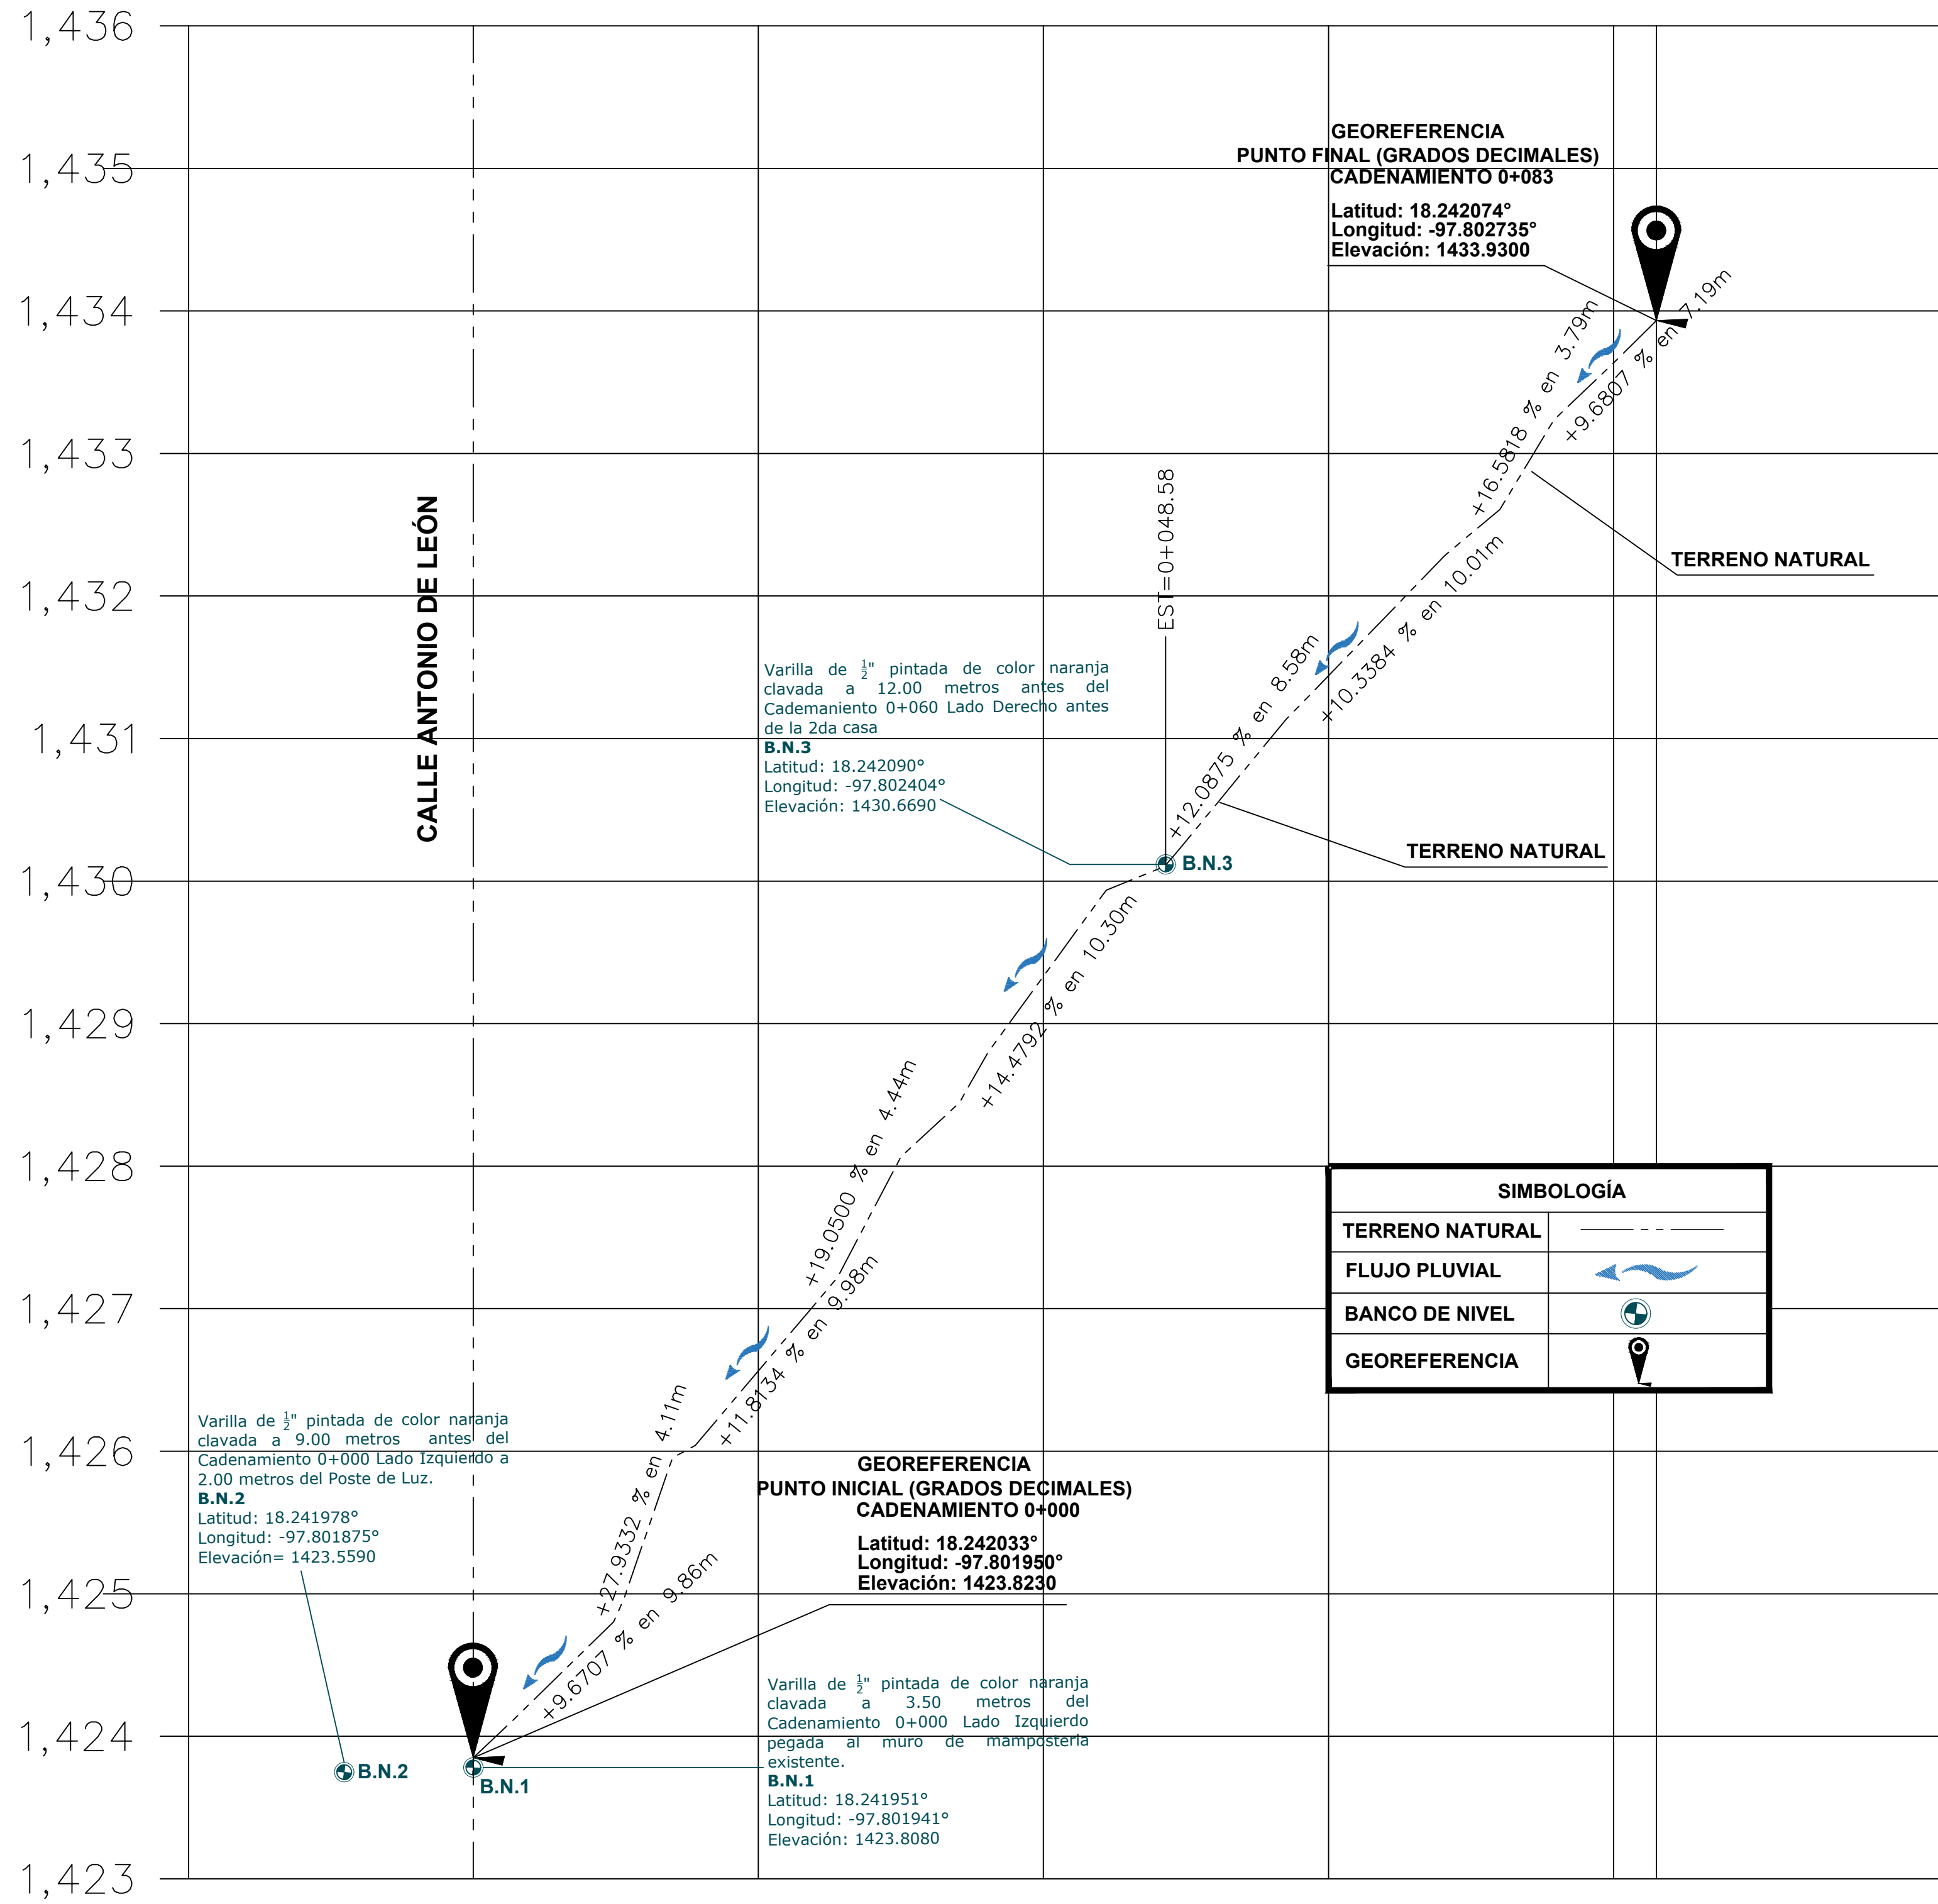 1,436
1,435
1,434
1,433
1,432
1,431
1,430
1,429
1,428
1,427
1,426
1,425
1,424
1,423
CALLE ANTONIO DE LEÓN
GEOREFERENCIA
PUNTO FINAL (GRADOS DECIMALES)
CADENAMIENTO 0+083
Latitud: 18.242074°
Longitud: -97.802735°
Elevación: 1433.9300
+9.6807 % en 7.19m
+16.5818 % en 3.79m
TERRENO NATURAL
+10.3384 % en 10.01m
EST=0+048.58
+12.0875 % en 8.58m
TERRENO NATURAL
Varilla de ½" pintada de color naranja
clavada a 12.00 metros antes del
Cademaniento 0+060 Lado Derecho antes
de la 2da casa
B.N.3
Latitud: 18.242090°
Longitud: -97.802404°
Elevación: 1430.6690
B.N.3
+14.4792 % en 10.30m
+19.0500 % en 4.44m
+11.8134 % en 9.98m
+27.9332 % en 4.11m
+9.6707 % en 9.86m
SIMBOLOGÍA
TERRENO NATURAL
FLUJO PLUVIAL
BANCO DE NIVEL
GEOREFERENCIA
Varilla de ½" pintada de color naranja
clavada a 9.00 metros antes del
Cadenamiento 0+000 Lado Izquierdo a
2.00 metros del Poste de Luz.
B.N.2
Latitud: 18.241978°
Longitud: -97.801875°
Elevación= 1423.5590
GEOREFERENCIA
PUNTO INICIAL (GRADOS DECIMALES)
CADENAMIENTO 0+000
Latitud: 18.242033°
Longitud: -97.801950°
Elevación: 1423.8230
B.N.2
B.N.1
Varilla de ½" pintada de color naranja
clavada a 3.50 metros del
Cadenamiento 0+000 Lado Izquierdo
pegada al muro de mampostería
existente.
B.N.1
Latitud: 18.241951°
Longitud: -97.801941°
Elevación: 1423.8080